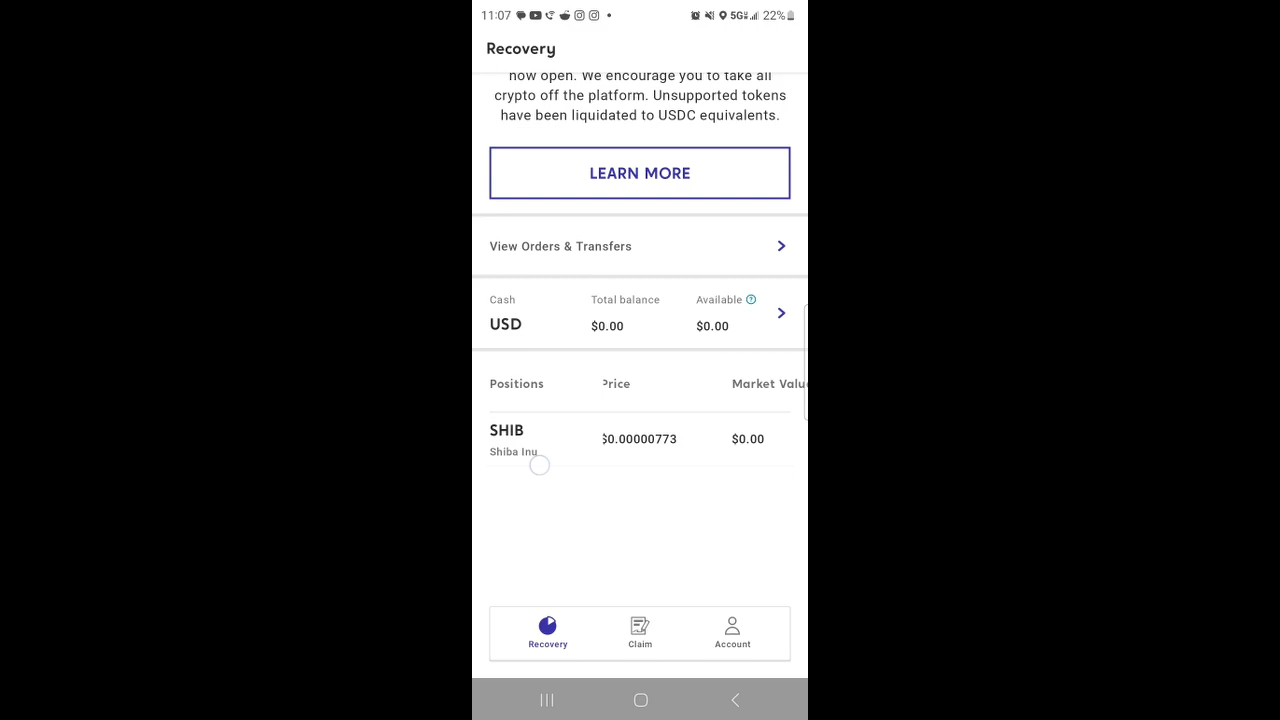 11:07 5G 22%
Recovery
now open. We encourage you to take all
crypto off the platform. Unsupported tokens
have been liquidated to USDC equivalents.
LEARN MORE
View Orders & Transfers
Cash Total balance Available ?
USD $0.00 $0.00
Positions Price Market Valu
SHIB $0.00000773 $0.00
Shiba Inu
Recovery Claim Account